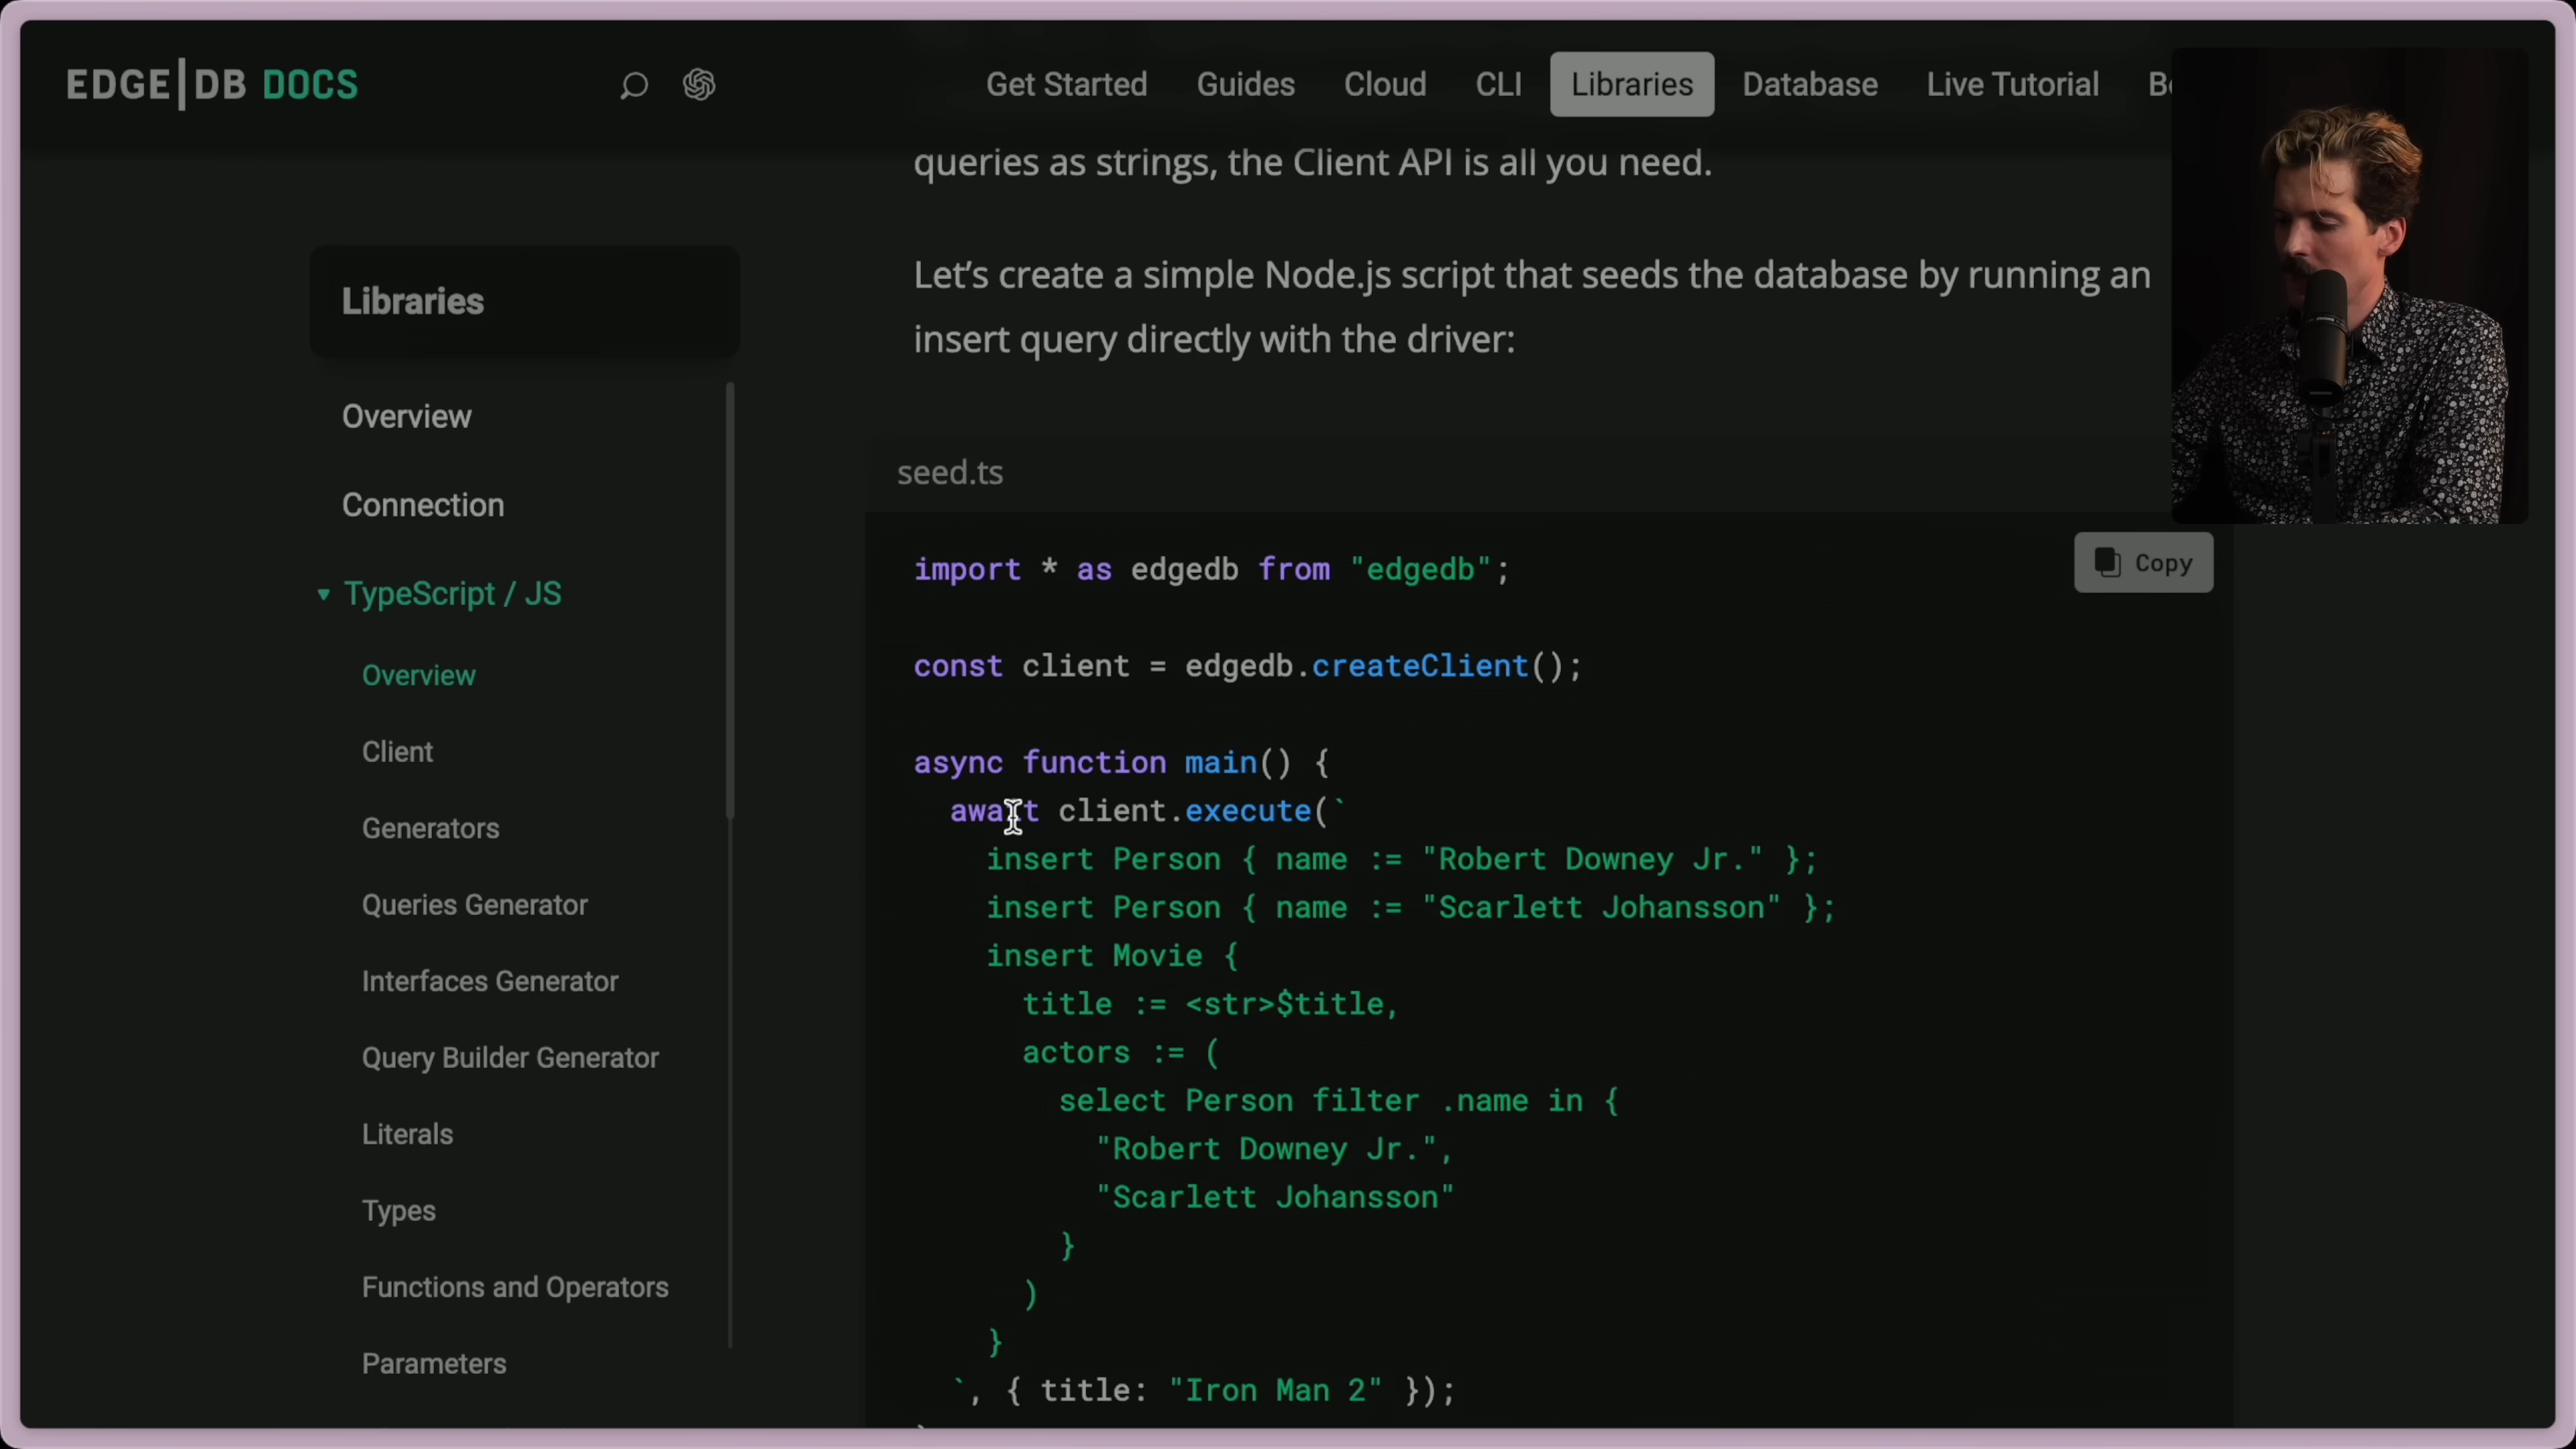 EDGE|DB DOCS
Get Started
Guides
Cloud
CLI
Libraries
Database
Live Tutorial
queries as strings, the Client API is all you need.
Let’s create a simple Node.js script that seeds the database by running an
insert query directly with the driver:
Libraries
Overview
Connection
TypeScript / JS
Overview
Client
Generators
Queries Generator
Interfaces Generator
Query Builder Generator
Literals
Types
Functions and Operators
Parameters
seed.ts
Copy
import * as edgedb from "edgedb";
const client = edgedb.createClient();
async function main() {
await client.execute(`
insert Person { name := "Robert Downey Jr." };
insert Person { name := "Scarlett Johansson" };
insert Movie {
title := <str>$title,
actors := (
select Person filter .name in {
"Robert Downey Jr.",
"Scarlett Johansson"
}
)
}
`, { title: "Iron Man 2" });